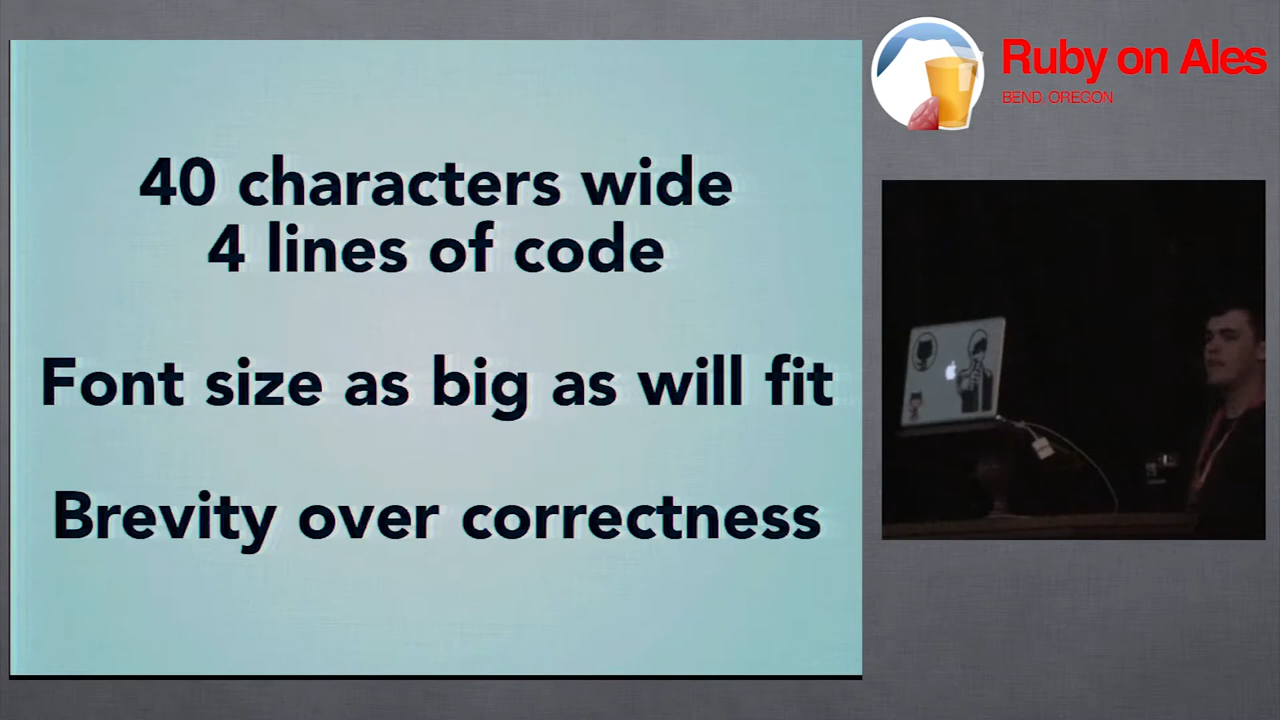 40 characters wide
4 lines of code
Font size as big as will fit
Brevity over correctness
Ruby on Ales
BEND, OREGON